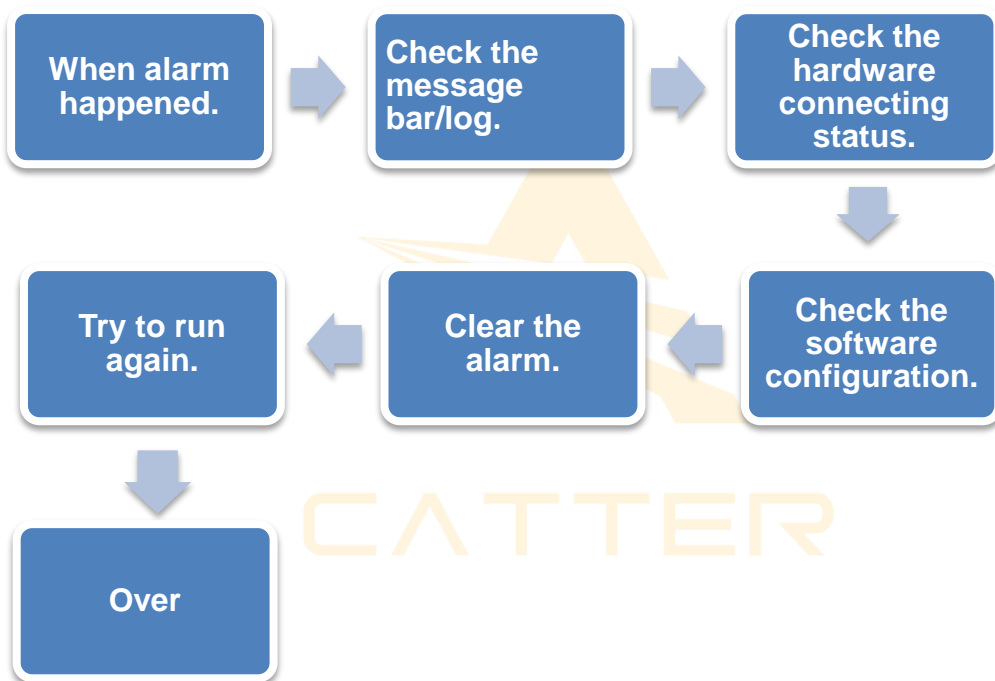 When alarm
happened.
Check the
message
bar/log.
Check the
hardware
connecting
status.
Check the
software
configuration.
Clear the
alarm.
Try to run
again.
Over
CATTER